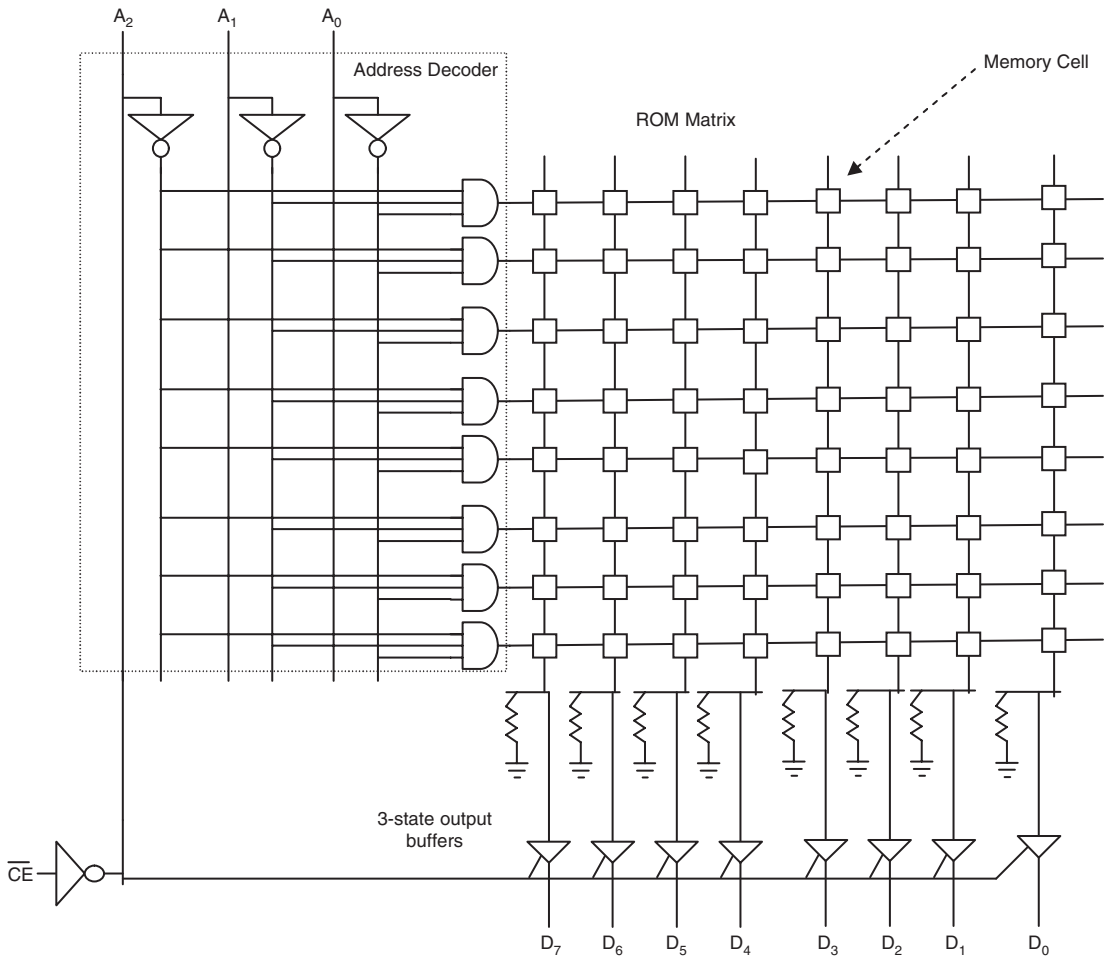 A₂ A₁ A₀
Address Decoder
Memory Cell
ROM Matrix
3-state output
buffers
C̅E̅
D₇ D₆ D₅ D₄ D₃ D₂ D₁ D₀